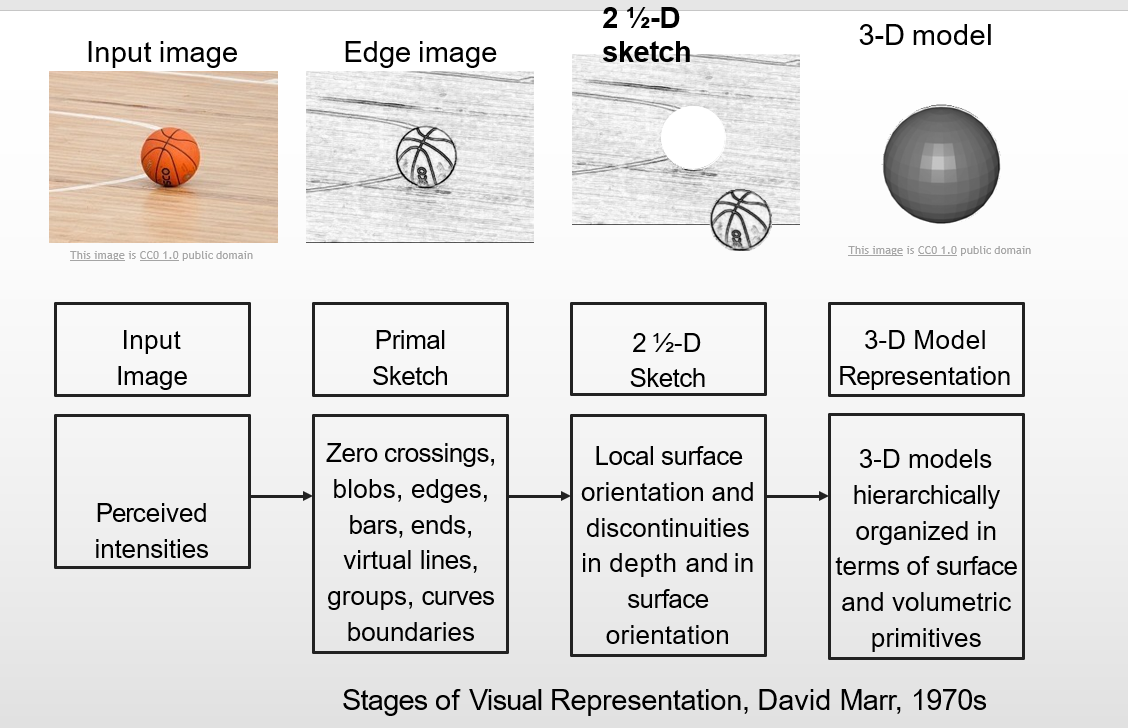 Input image
Edge image
2 ½-D
sketch
3-D model
This image is CC0 1.0 public domain
This image is CC0 1.0 public domain
Input
Image
Primal
Sketch
2 ½-D
Sketch
3-D Model
Representation
Perceived
intensities
Zero crossings,
blobs, edges,
bars, ends,
virtual lines,
groups, curves
boundaries
Local surface
orientation and
discontinuities
in depth and in
surface
orientation
3-D models
hierarchically
organized in
terms of surface
and volumetric
primitives
Stages of Visual Representation, David Marr, 1970s